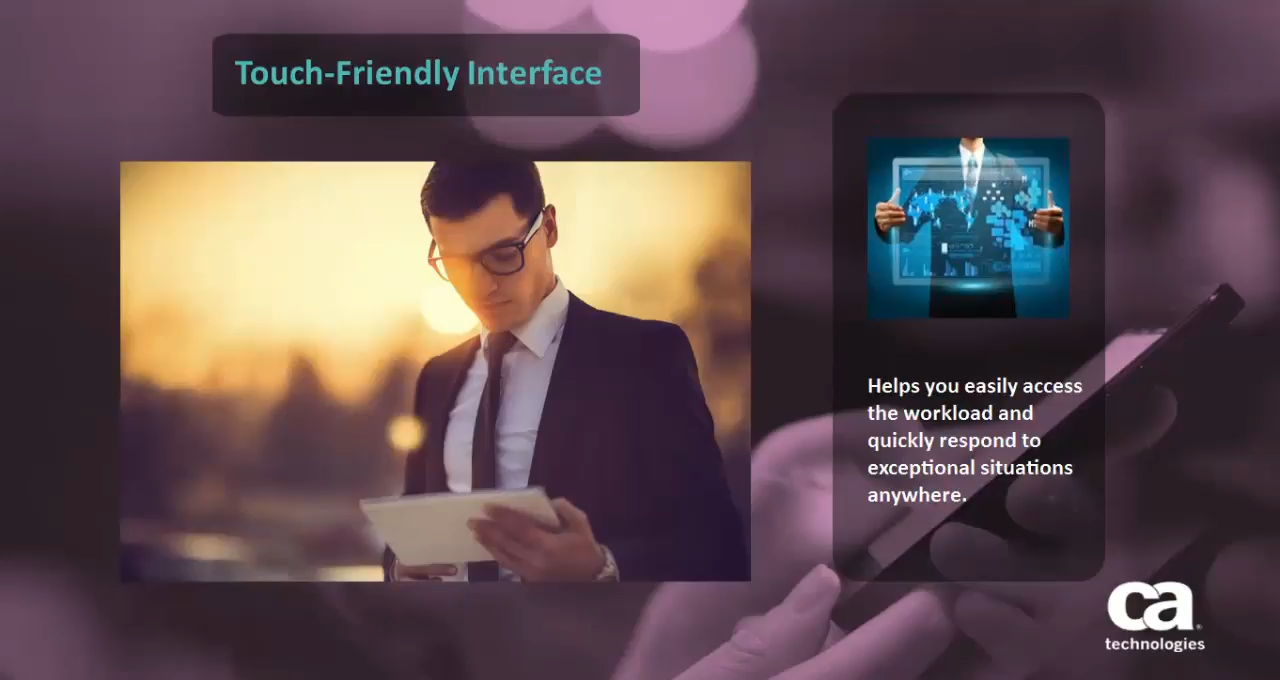 Touch-Friendly Interface
Helps you easily access
the workload and
quickly respond to
exceptional situations
anywhere.
ca
technologies